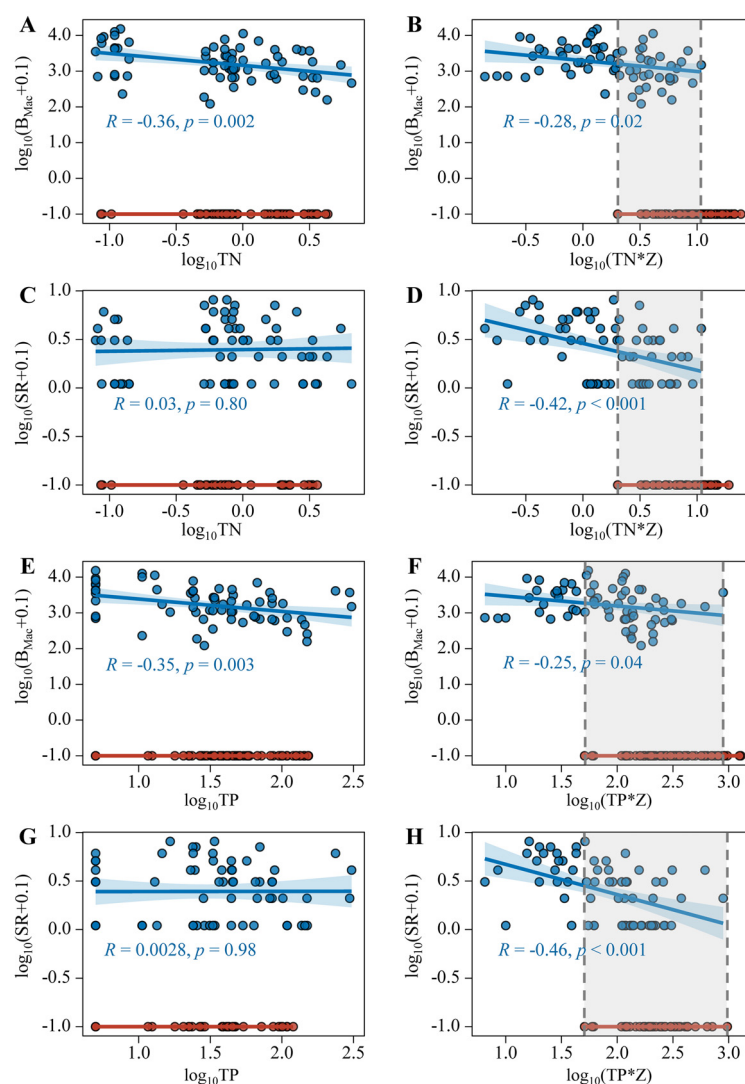 A
log₁₀(B_Mac+0.1)
4.0
3.0
2.0
1.0
0.0
-1.0
R = -0.36, p = 0.002
-1.0 -0.5 0.0 0.5
log₁₀TN
B
log₁₀(B_Mac+0.1)
4.0
3.0
2.0
1.0
0.0
-1.0
R = -0.28, p = 0.02
-0.5 0.0 0.5 1.0
log₁₀(TN*Z)
C
log₁₀(SR+0.1)
1.0
0.5
0.0
-0.5
-1.0
R = 0.03, p = 0.80
-1.0 -0.5 0.0 0.5
log₁₀TN
D
log₁₀(SR+0.1)
1.0
0.5
0.0
-0.5
-1.0
R = -0.42, p < 0.001
-0.5 0.0 0.5 1.0
log₁₀(TN*Z)
E
log₁₀(B_Mac+0.1)
4.0
3.0
2.0
1.0
0.0
-1.0
R = -0.35, p = 0.003
1.0 1.5 2.0 2.5
log₁₀TP
F
log₁₀(B_Mac+0.1)
4.0
3.0
2.0
1.0
0.0
-1.0
R = -0.25, p = 0.04
1.0 1.5 2.0 2.5 3.0
log₁₀(TP*Z)
G
log₁₀(SR+0.1)
1.0
0.5
0.0
-0.5
-1.0
R = 0.0028, p = 0.98
1.0 1.5 2.0 2.5
log₁₀TP
H
log₁₀(SR+0.1)
1.0
0.5
0.0
-0.5
-1.0
R = -0.46, p < 0.001
1.0 1.5 2.0 2.5 3.0
log₁₀(TP*Z)